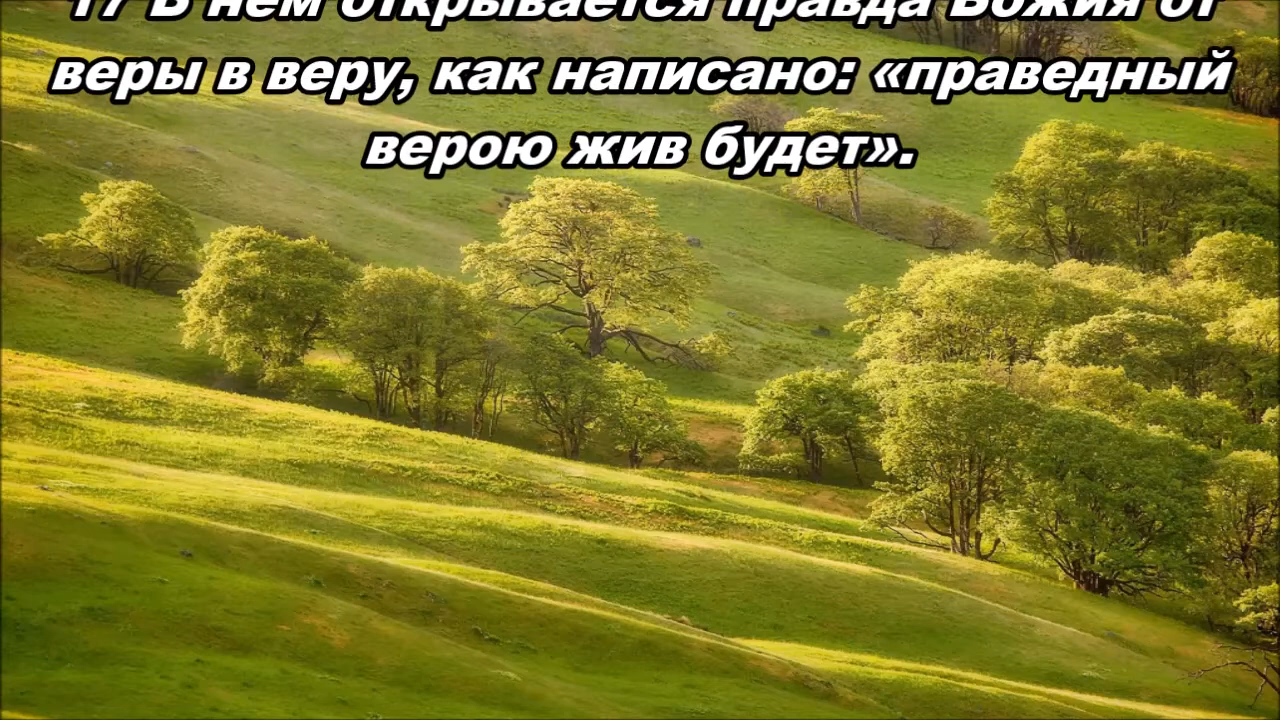 17 В нем открывается правда Божия от
веры в веру, как написано: «праведный
верою жив будет».